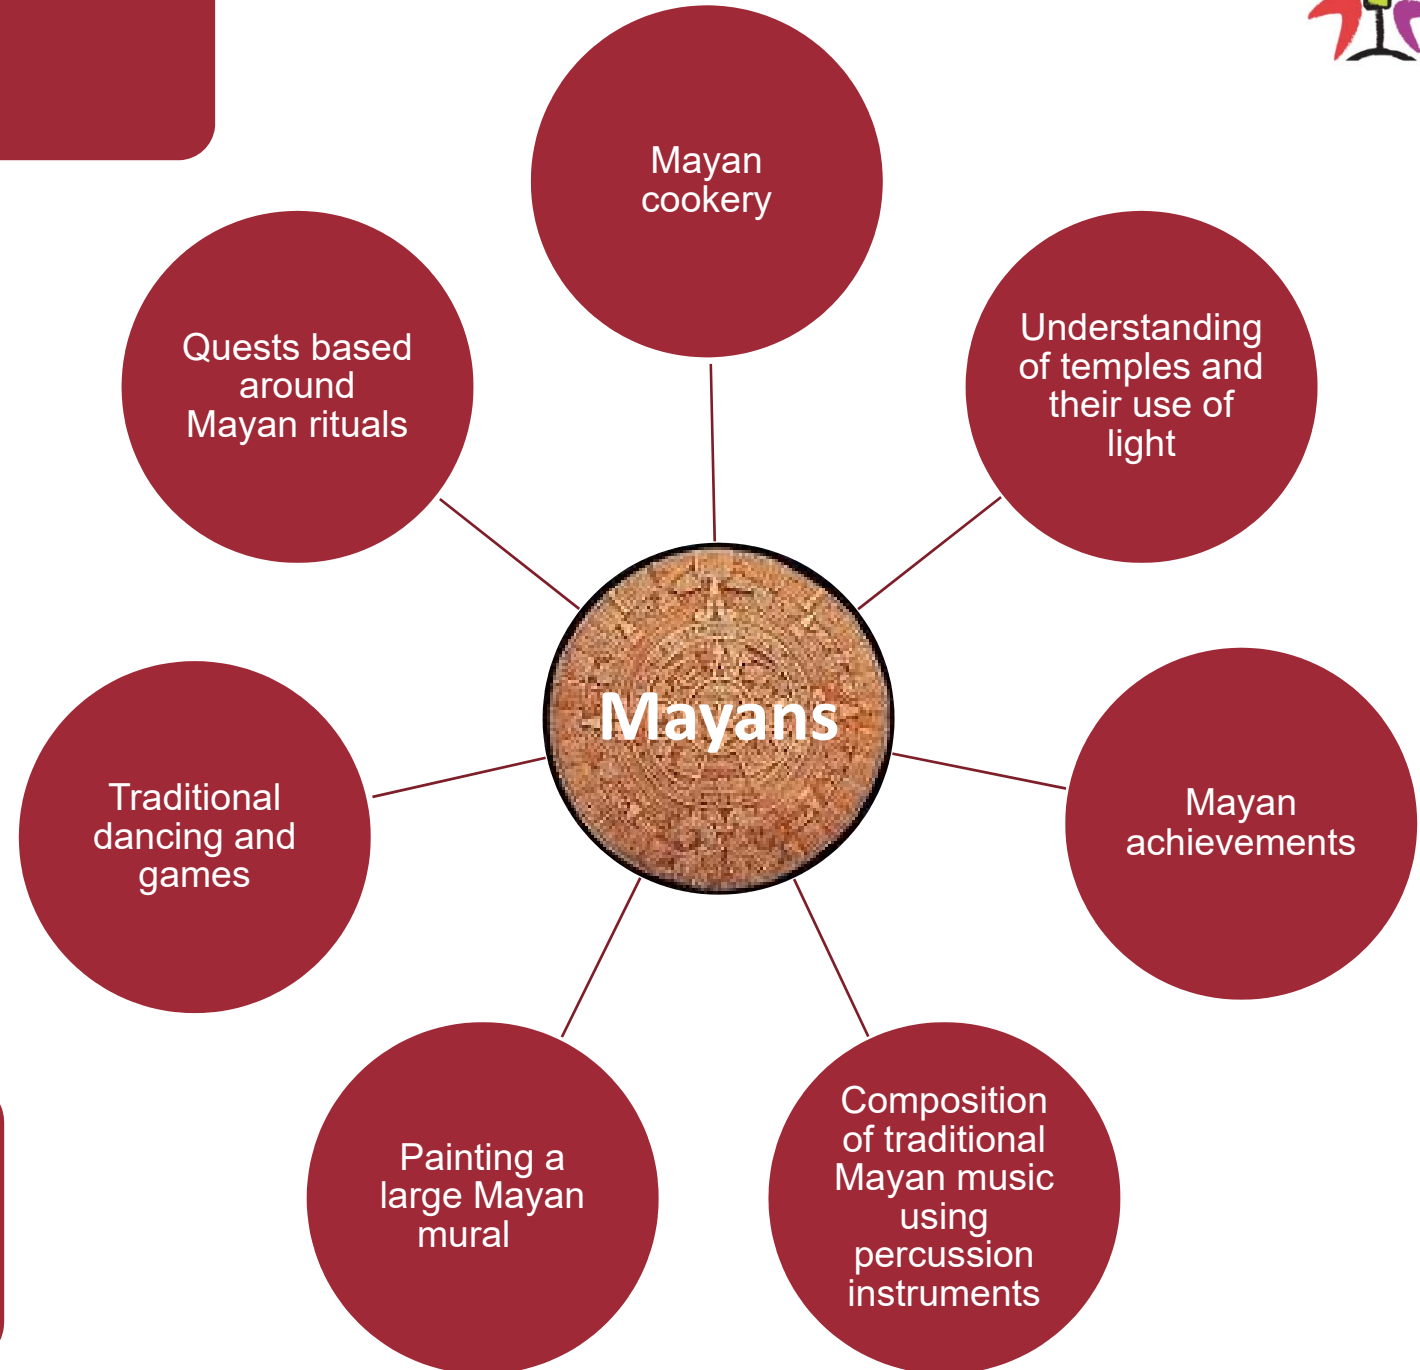 Mayan
cookery
Understanding
of temples and
their use of
light
Mayan
achievements
Composition
of traditional
Mayan music
using
percussion
instruments
Painting a
large Mayan
mural
Traditional
dancing and
games
Quests based
around
Mayan rituals
Mayans